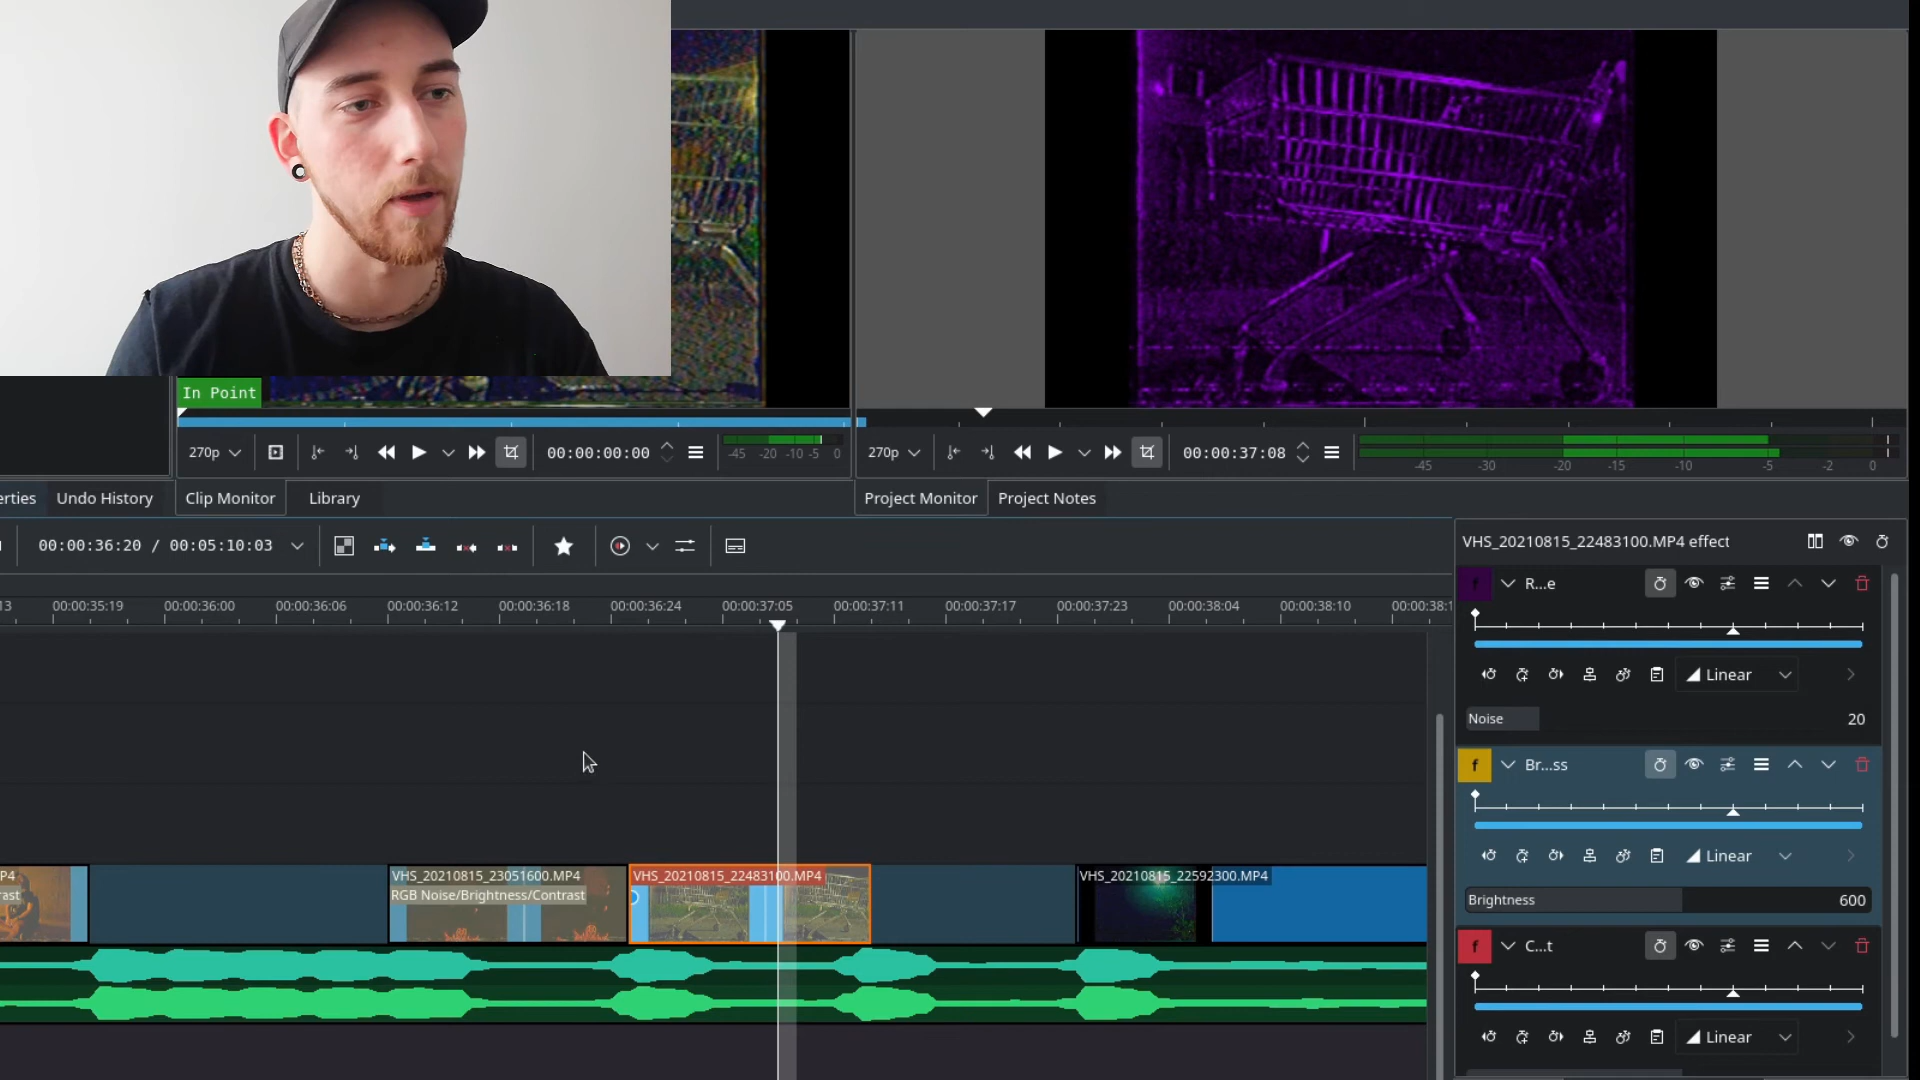 In Point
270p
00:00:00:00
-45 -20 -10 -5 0
270p
00:00:37:08
-45 -30 -20 -15 -10 -5 -2 0
erties
Undo History
Clip Monitor
Library
Project Monitor
Project Notes
00:00:36:20 / 00:05:10:03
VHS_20210815_22483100.MP4 effect
13 00:00:35:19 00:00:36:00 00:00:36:06 00:00:36:12 00:00:36:18 00:00:36:24 00:00:37:05 00:00:37:11 00:00:37:17 00:00:37:23 00:00:38:04 00:00:38:10 00:00:38:1
f R...e
Linear
Noise 20
f Br...ss
Linear
Brightness 600
f C...t
Linear
P4
rast
VHS_20210815_23051600.MP4
RGB Noise/Brightness/Contrast
VHS_20210815_22483100.MP4
VHS_20210815_22592300.MP4